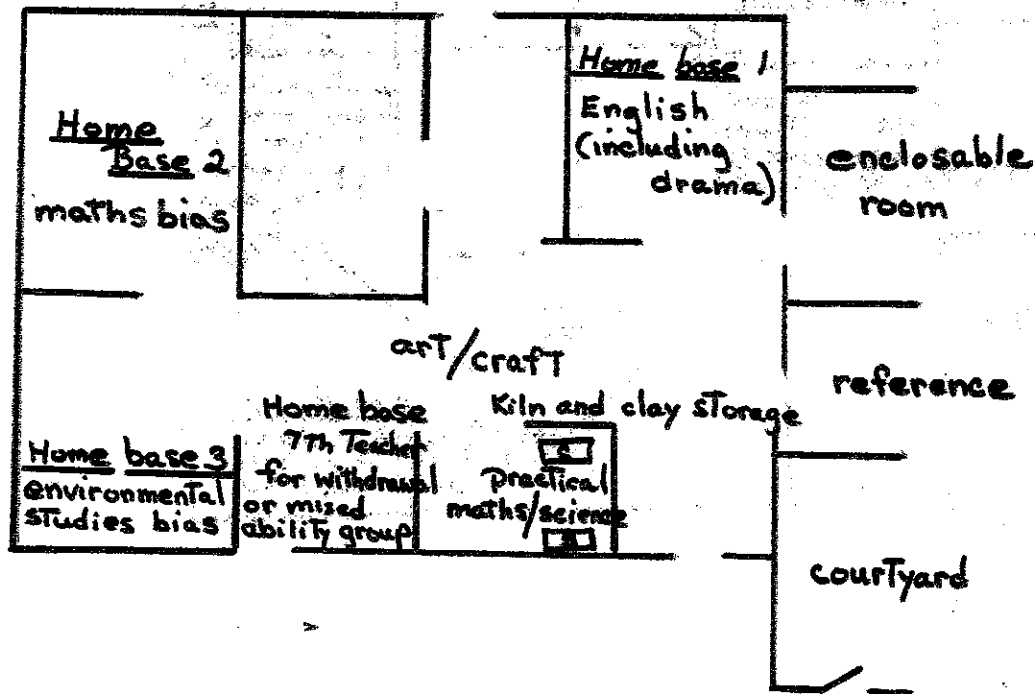 Home
Base 2
maths bias
Home base 1
English
(including
drama)
enclosable
room
art/craft
reference
Home base
7th Teacher
for withdrawal
or mixed
ability group
Kiln and clay storage
practical
maths/science
Home base 3
environmental
studies bias
courtyard